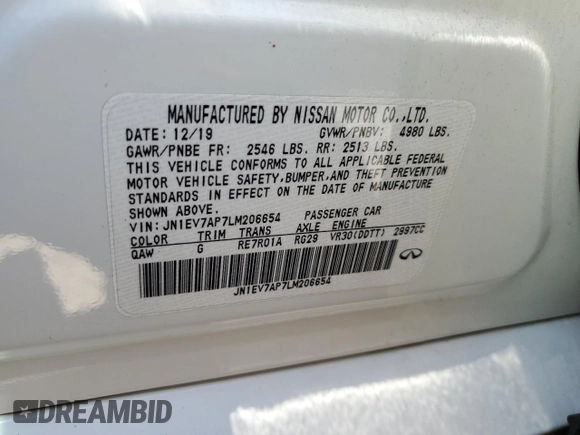 MANUFACTURED BY NISSAN MOTOR CO.,LTD.
DATE: 12/19 GVWR/PNBV: 4980 LBS.
GAWR/PNBE FR: 2546 LBS. RR: 2513 LBS.
THIS VEHICLE CONFORMS TO ALL APPLICABLE FEDERAL
MOTOR VEHICLE SAFETY,BUMPER,AND THEFT PREVENTION
STANDARDS IN EFFECT ON THE DATE OF MANUFACTURE
SHOWN ABOVE.
VIN: JN1EV7AP7LM206654 PASSENGER CAR
COLOR TRIM TRANS AXLE ENGINE
QAW G RE7R01A RG29 VR30(DDTT) 2997CC
JN1EV7AP7LM206654
DREAMBID